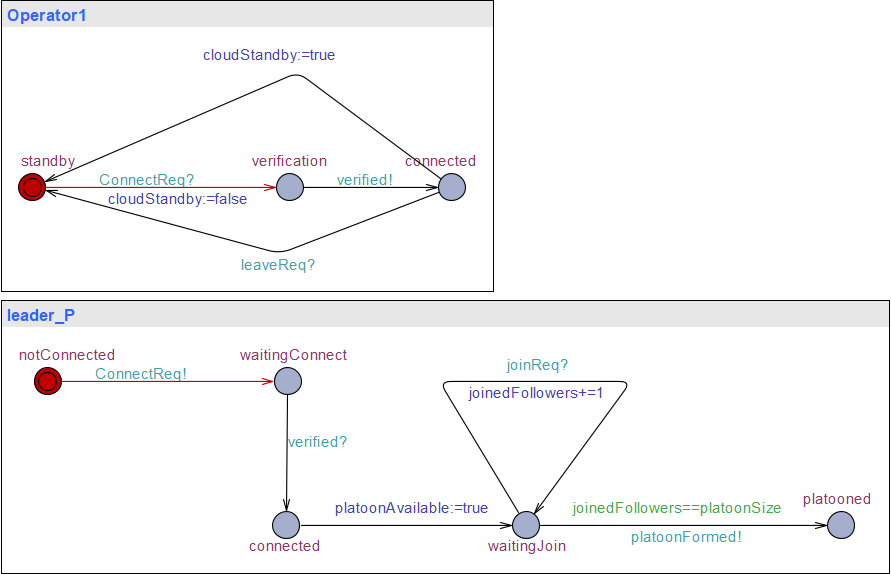 Operator1
cloudStandby:=true
standby
verification
connected
ConnectReq?
verified!
cloudStandby:=false
leaveReq?
leader_P
notConnected
waitingConnect
ConnectReq!
joinReq?
joinedFollowers+=1
verified?
platoonAvailable:=true
joinedFollowers==platoonSize
platooned
connected
waitingJoin
platoonFormed!